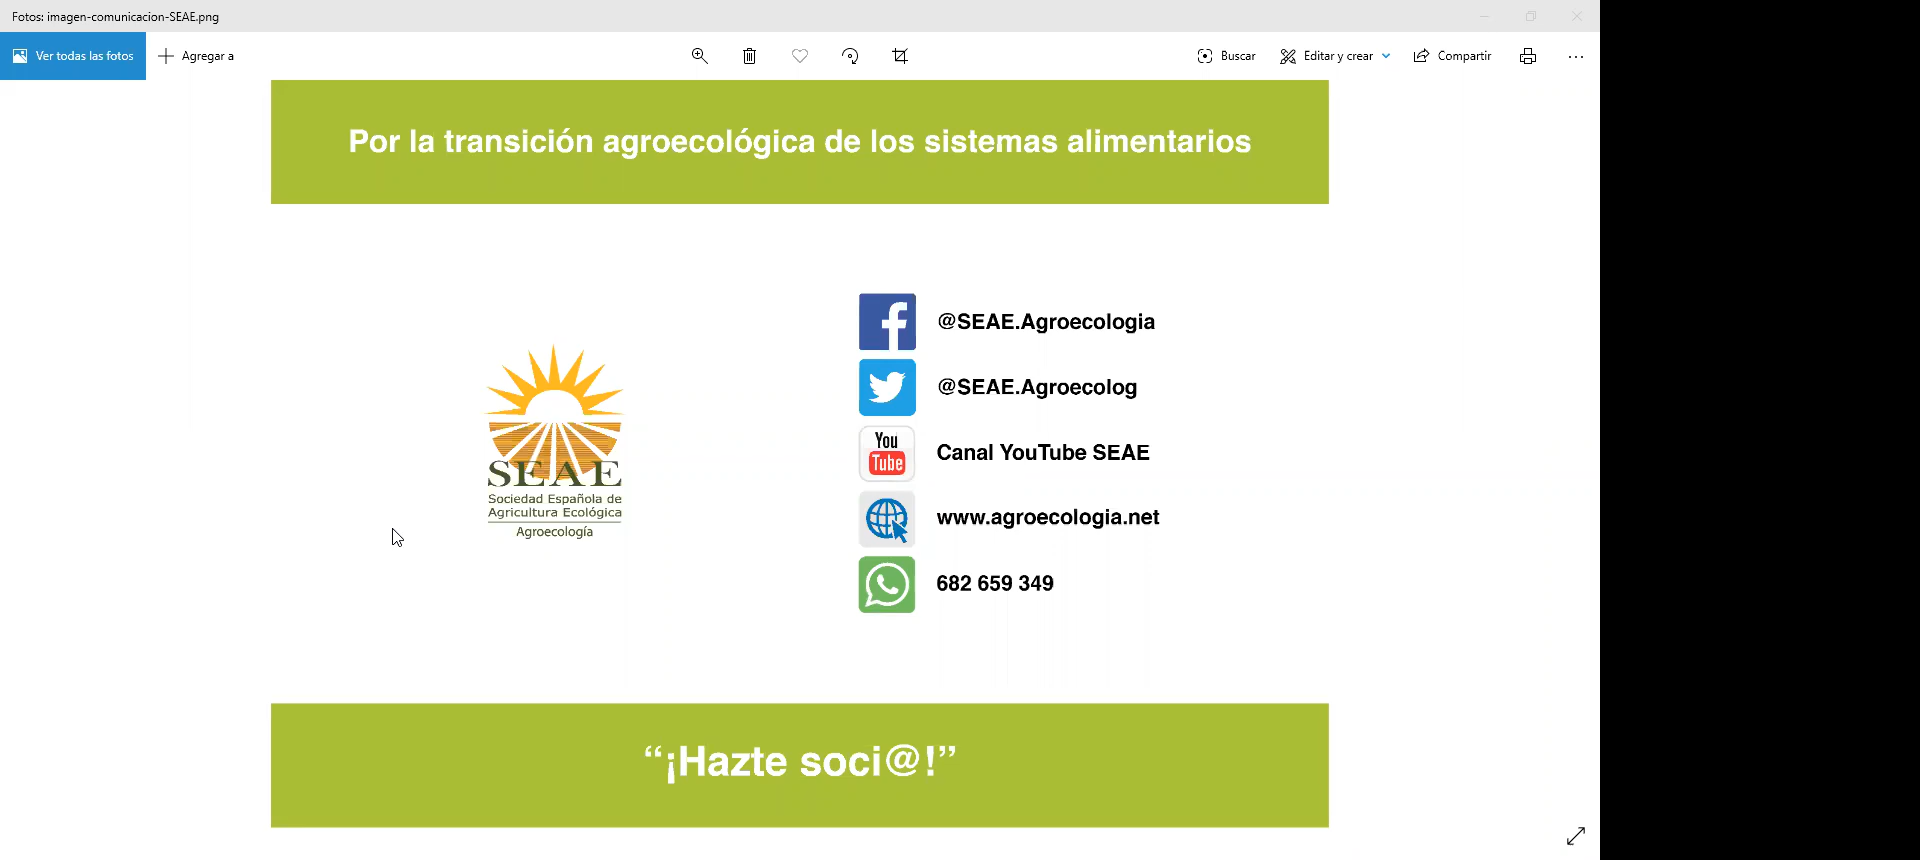 Fotos: imagen-comunicacion-SEAE.png
Ver todas las fotos
Agregar a
Buscar
Editar y crear
Compartir
Por la transición agroecológica de los sistemas alimentarios
SEAE
Sociedad Española de
Agricultura Ecológica
Agroecología
@SEAE.Agroecologia
@SEAE.Agroecolog
You
Tube
Canal YouTube SEAE
www.agroecologia.net
682 659 349
“¡Hazte soci@!”